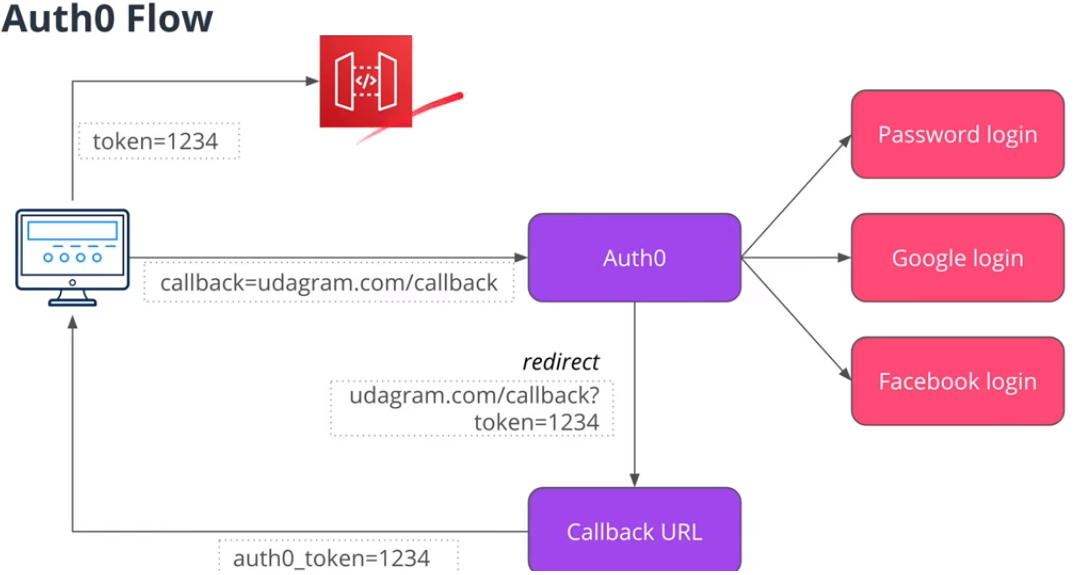 Auth0 Flow
</>
token=1234
Password login
Auth0
Google login
callback=udagram.com/callback
redirect
udagram.com/callback?
token=1234
Facebook login
Callback URL
auth0_token=1234